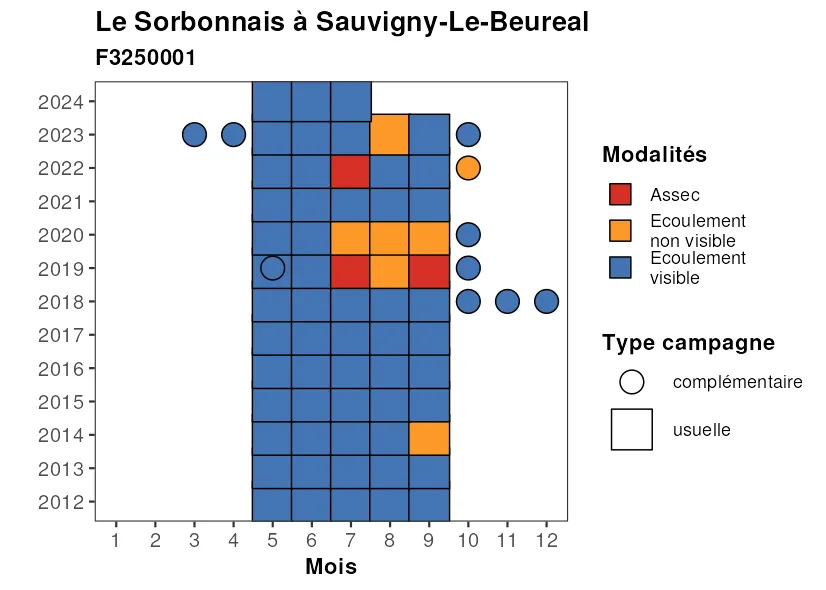 Le Sorbonnais à Sauvigny-Le-Beureal
F3250001
2024
2023
2022
2021
2020
2019
2018
2017
2016
2015
2014
2013
2012
1 2 3 4 5 6 7 8 9 10 11 12
Mois
Modalités
Assec
Ecoulement
non visible
Ecoulement
visible
Type campagne
complémentaire
usuelle